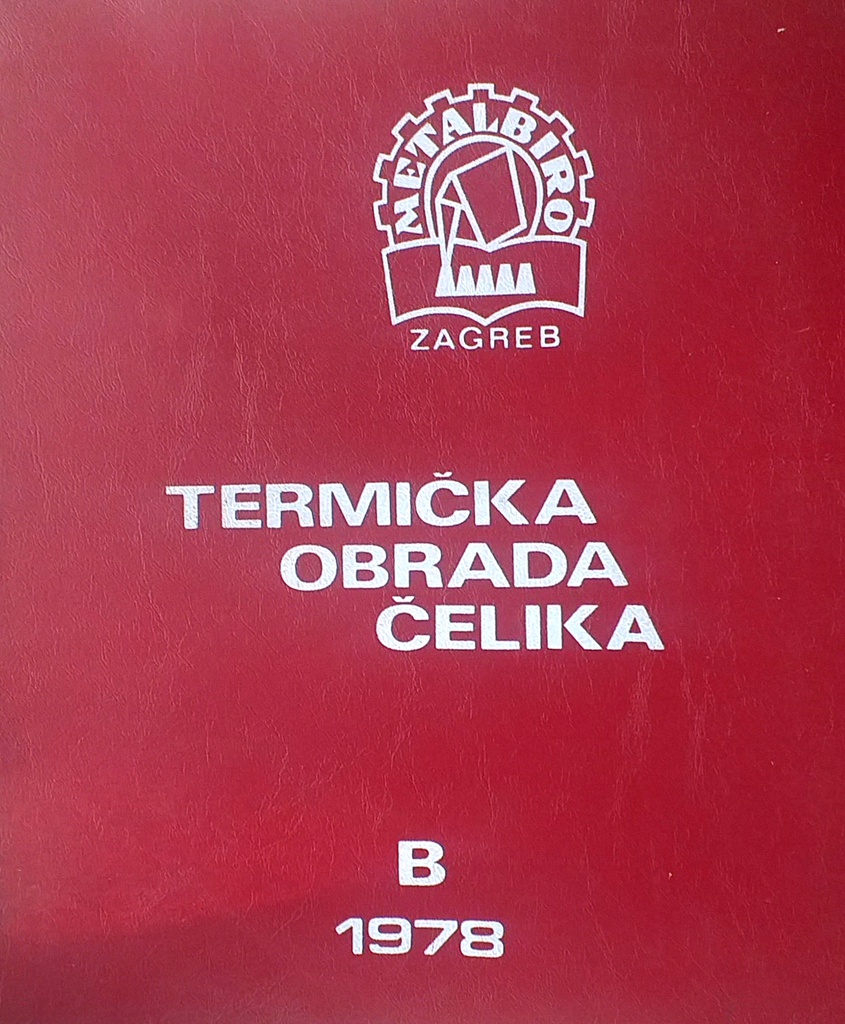 METALBIRO
ZAGREB
TERMIČKA
OBRADA
ČELIKA
B
1978